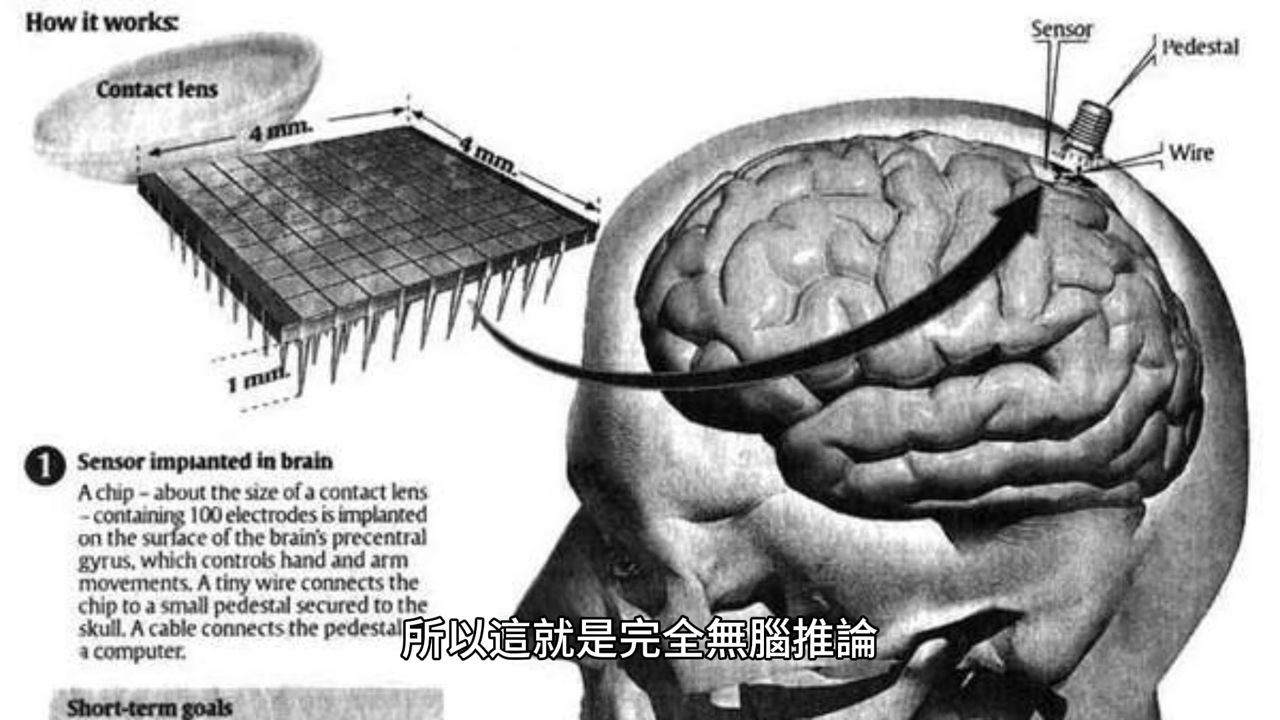 How it works:
Contact lens
4 mm.
4 mm.
1 mm.
Sensor
Pedestal
Wire
1 Sensor implanted in brain
A chip – about the size of a contact lens
– containing 100 electrodes is implanted
on the surface of the brain's precentral
gyrus, which controls hand and arm
movements. A tiny wire connects the
chip to a small pedestal secured to the
skull. A cable connects the pedestal
a computer.
Short-term goals
所以這就是完全無腦推論